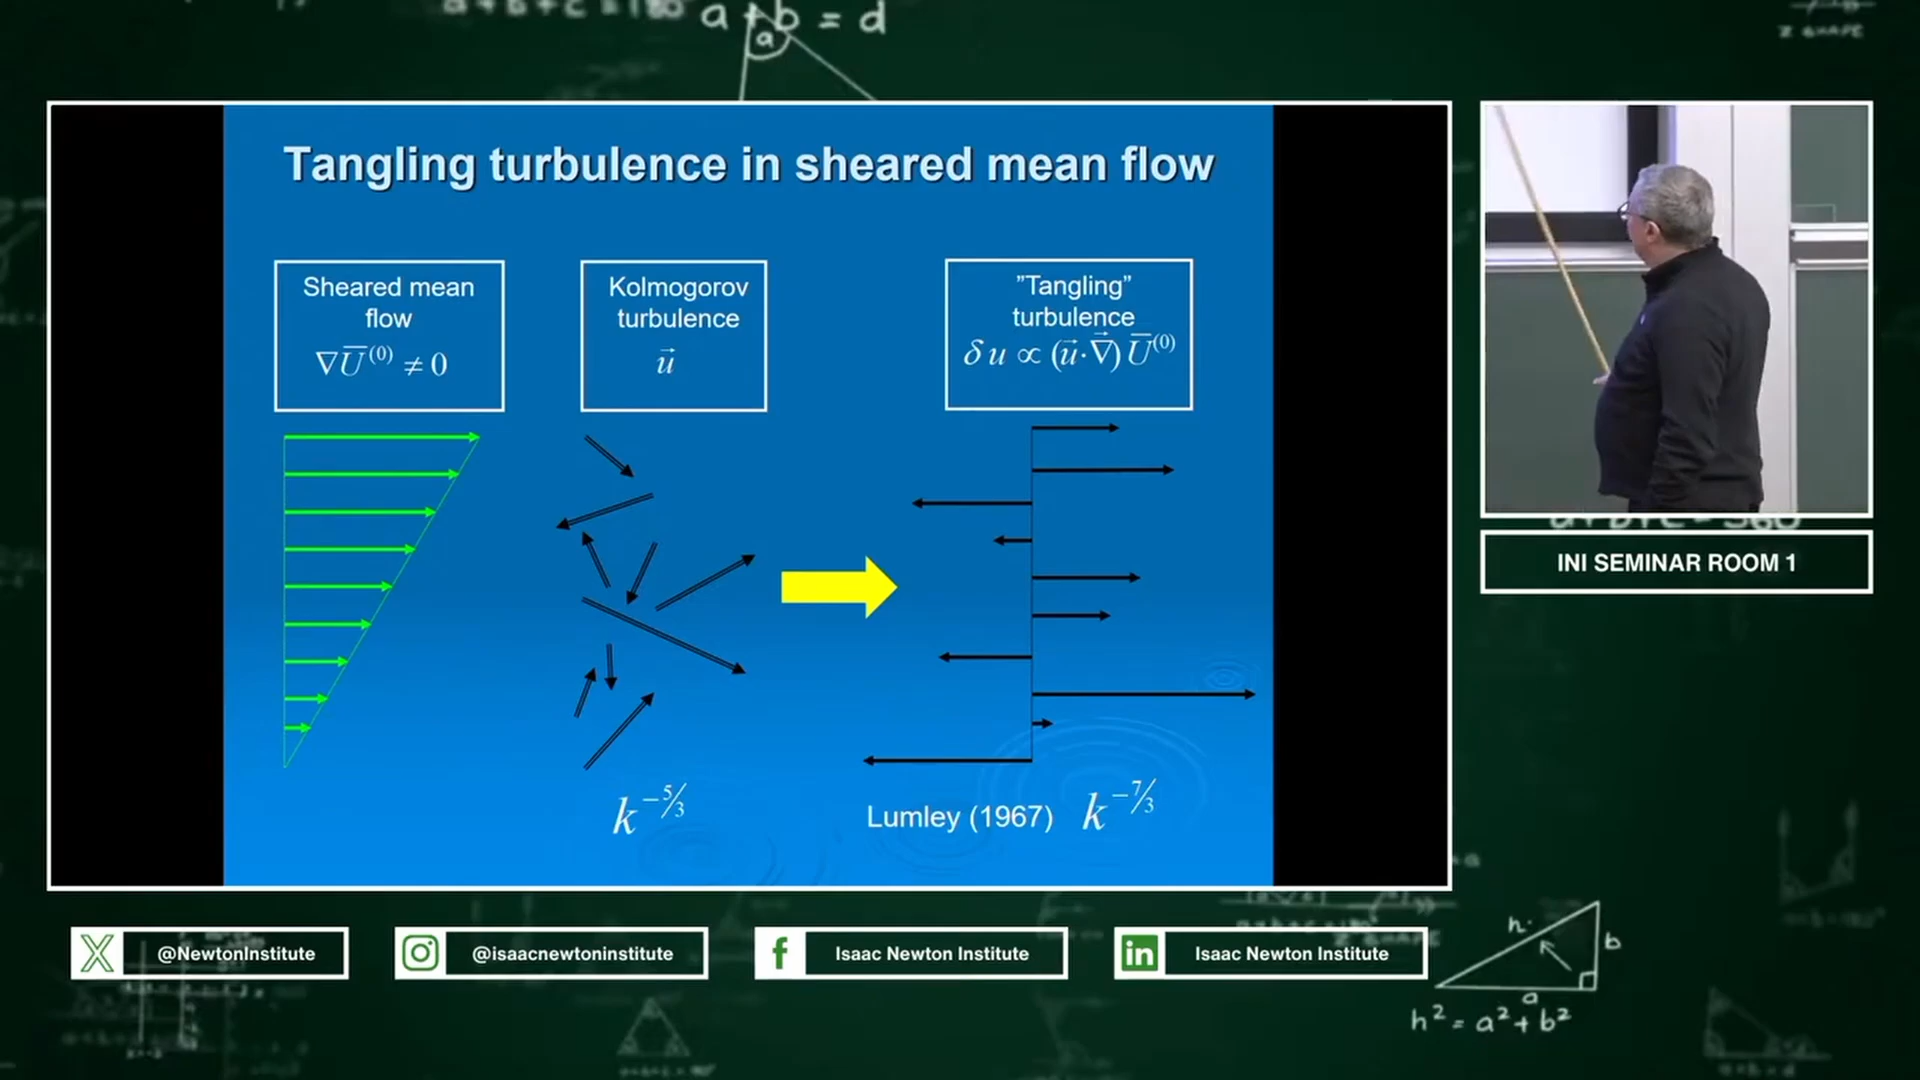 a + b = d
a
Tangling turbulence in sheared mean flow
Sheared mean
flow
∇U̅⁽⁰⁾ ≠ 0
Kolmogorov
turbulence
u⃗
”Tangling”
turbulence
δ u ∝ (u⃗·∇⃗) U̅⁽⁰⁾
k^(−5/3)
Lumley (1967) k^(−7/3)
INI SEMINAR ROOM 1
@NewtonInstitute
@isaacnewtoninstitute
f
Isaac Newton Institute
in
Isaac Newton Institute
h
b
a
h² = a² + b²